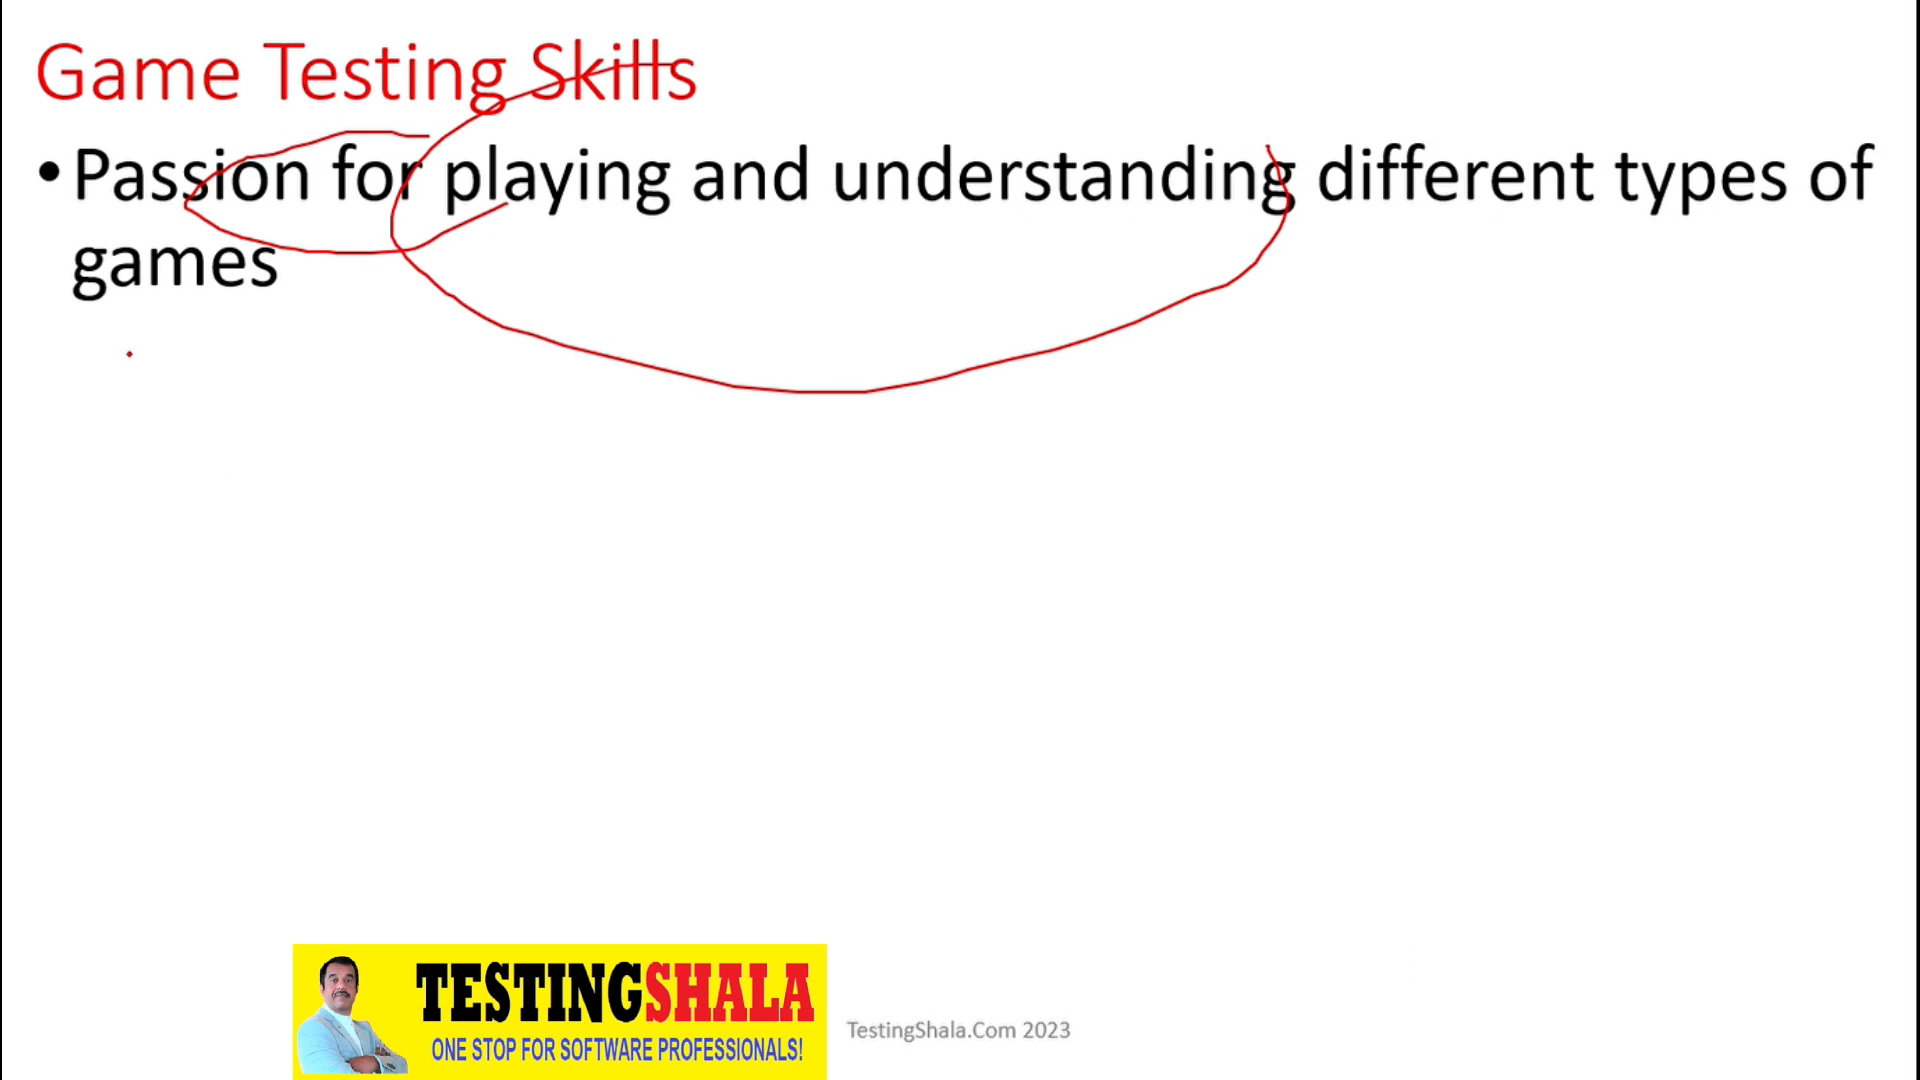 Game Testing Skills
• Passion for playing and understanding different types of
games
TESTINGSHALA
ONE STOP FOR SOFTWARE PROFESSIONALS!
TestingShala.Com 2023